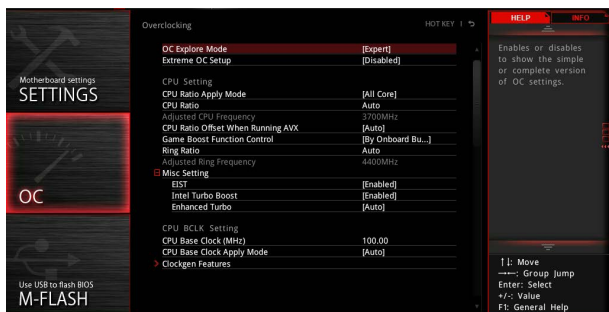 Overclocking
HOT KEY |
HELP
INFO
Motherboard settings
SETTINGS
OC
Use USB to flash BIOS
M-FLASH
OC Explore Mode [Expert]
Extreme OC Setup [Disabled]
CPU Setting
CPU Ratio Apply Mode [All Core]
CPU Ratio Auto
Adjusted CPU Frequency 3700MHz
CPU Ratio Offset When Running AVX [Auto]
Game Boost Function Control [By Onboard Bu...]
Ring Ratio Auto
Adjusted Ring Frequency 4400MHz
Misc Setting
EIST [Enabled]
Intel Turbo Boost [Enabled]
Enhanced Turbo [Auto]
CPU BCLK Setting
CPU Base Clock (MHz) 100.00
CPU Base Clock Apply Mode [Auto]
Clockgen Features
Enables or disables
to show the simple
or complete version
of OC settings.
↑↓: Move
→←: Group Jump
Enter: Select
+/-: Value
F1: General Help